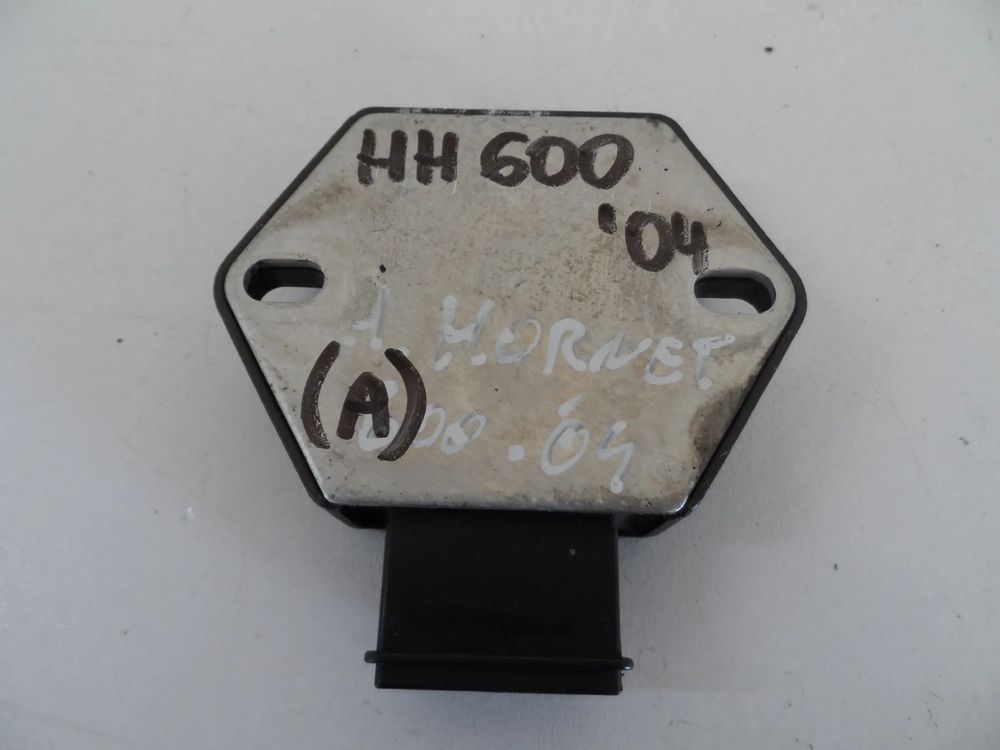 HH 600
'04
A. HORNET
(A)
600 .04